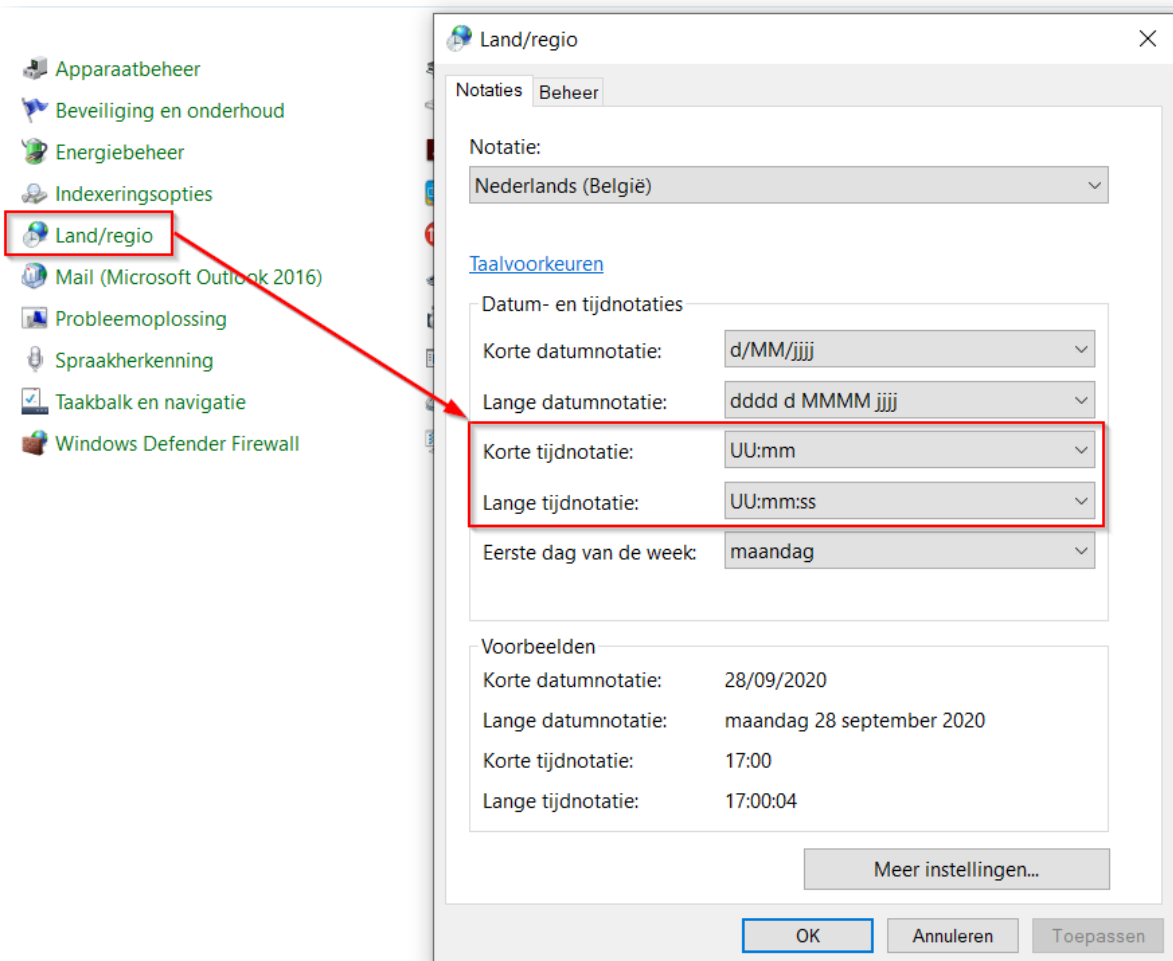 Apparaatbeheer
Beveiliging en onderhoud
Energiebeheer
Indexeringsopties
Land/regio
Mail (Microsoft Outlook 2016)
Probleemoplossing
Spraakherkenning
Taakbalk en navigatie
Windows Defender Firewall
Land/regio
Notaties Beheer
Notatie:
Nederlands (België)
Taalvoorkeuren
Datum- en tijdnotaties
Korte datumnotatie: d/MM/jjjj
Lange datumnotatie: dddd d MMMM jjjj
Korte tijdnotatie: UU:mm
Lange tijdnotatie: UU:mm:ss
Eerste dag van de week: maandag
Voorbeelden
Korte datumnotatie: 28/09/2020
Lange datumnotatie: maandag 28 september 2020
Korte tijdnotatie: 17:00
Lange tijdnotatie: 17:00:04
Meer instellingen...
OK Annuleren Toepassen